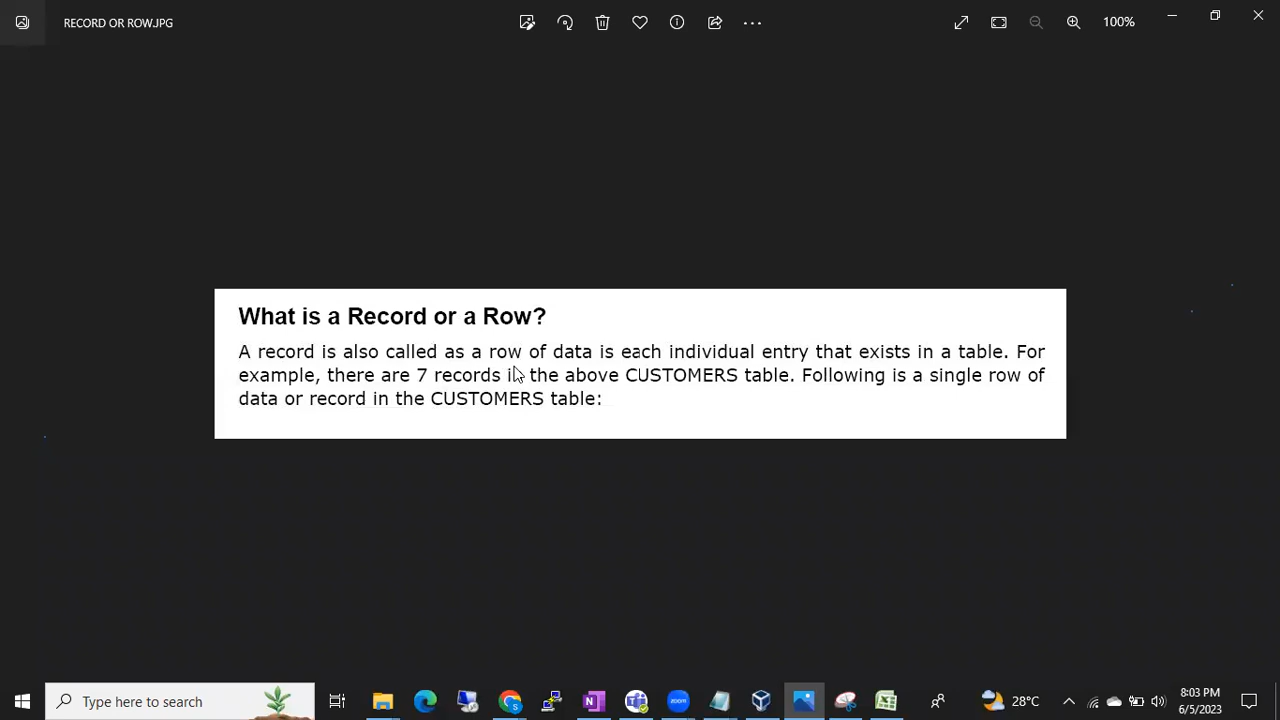 RECORD OR ROW.JPG
100%
What is a Record or a Row?
A record is also called as a row of data is each individual entry that exists in a table. For
example, there are 7 records in the above CUSTOMERS table. Following is a single row of
data or record in the CUSTOMERS table:
Type here to search
zoom
28°C
8:03 PM
6/5/2023